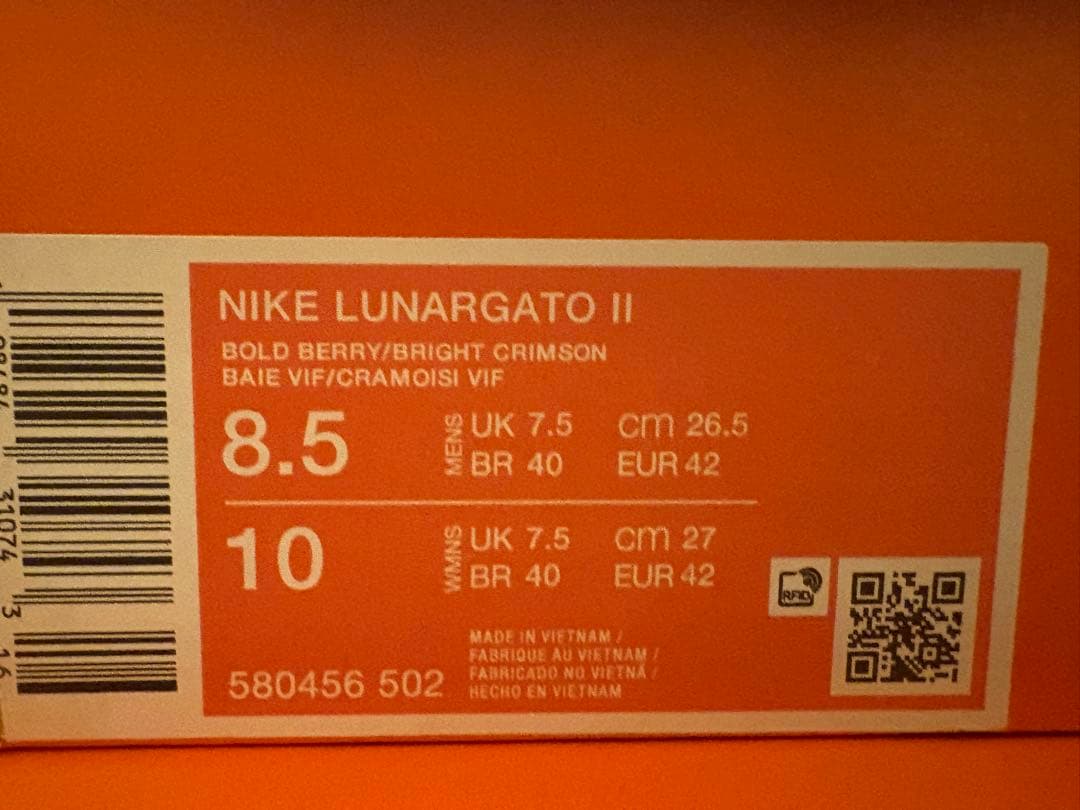 NIKE LUNARGATO II
BOLD BERRY/BRIGHT CRIMSON
BAIE VIF/CRAMOISI VIF
8.5 MENS UK 7.5 cm 26.5
BR 40 EUR 42
10 WMNS UK 7.5 cm 27
BR 40 EUR 42
MADE IN VIETNAM /
FABRIQUE AU VIETNAM /
FABRICADO NO VIETNÃ /
HECHO EN VIETNAM
580456 502
RFID
31074 3